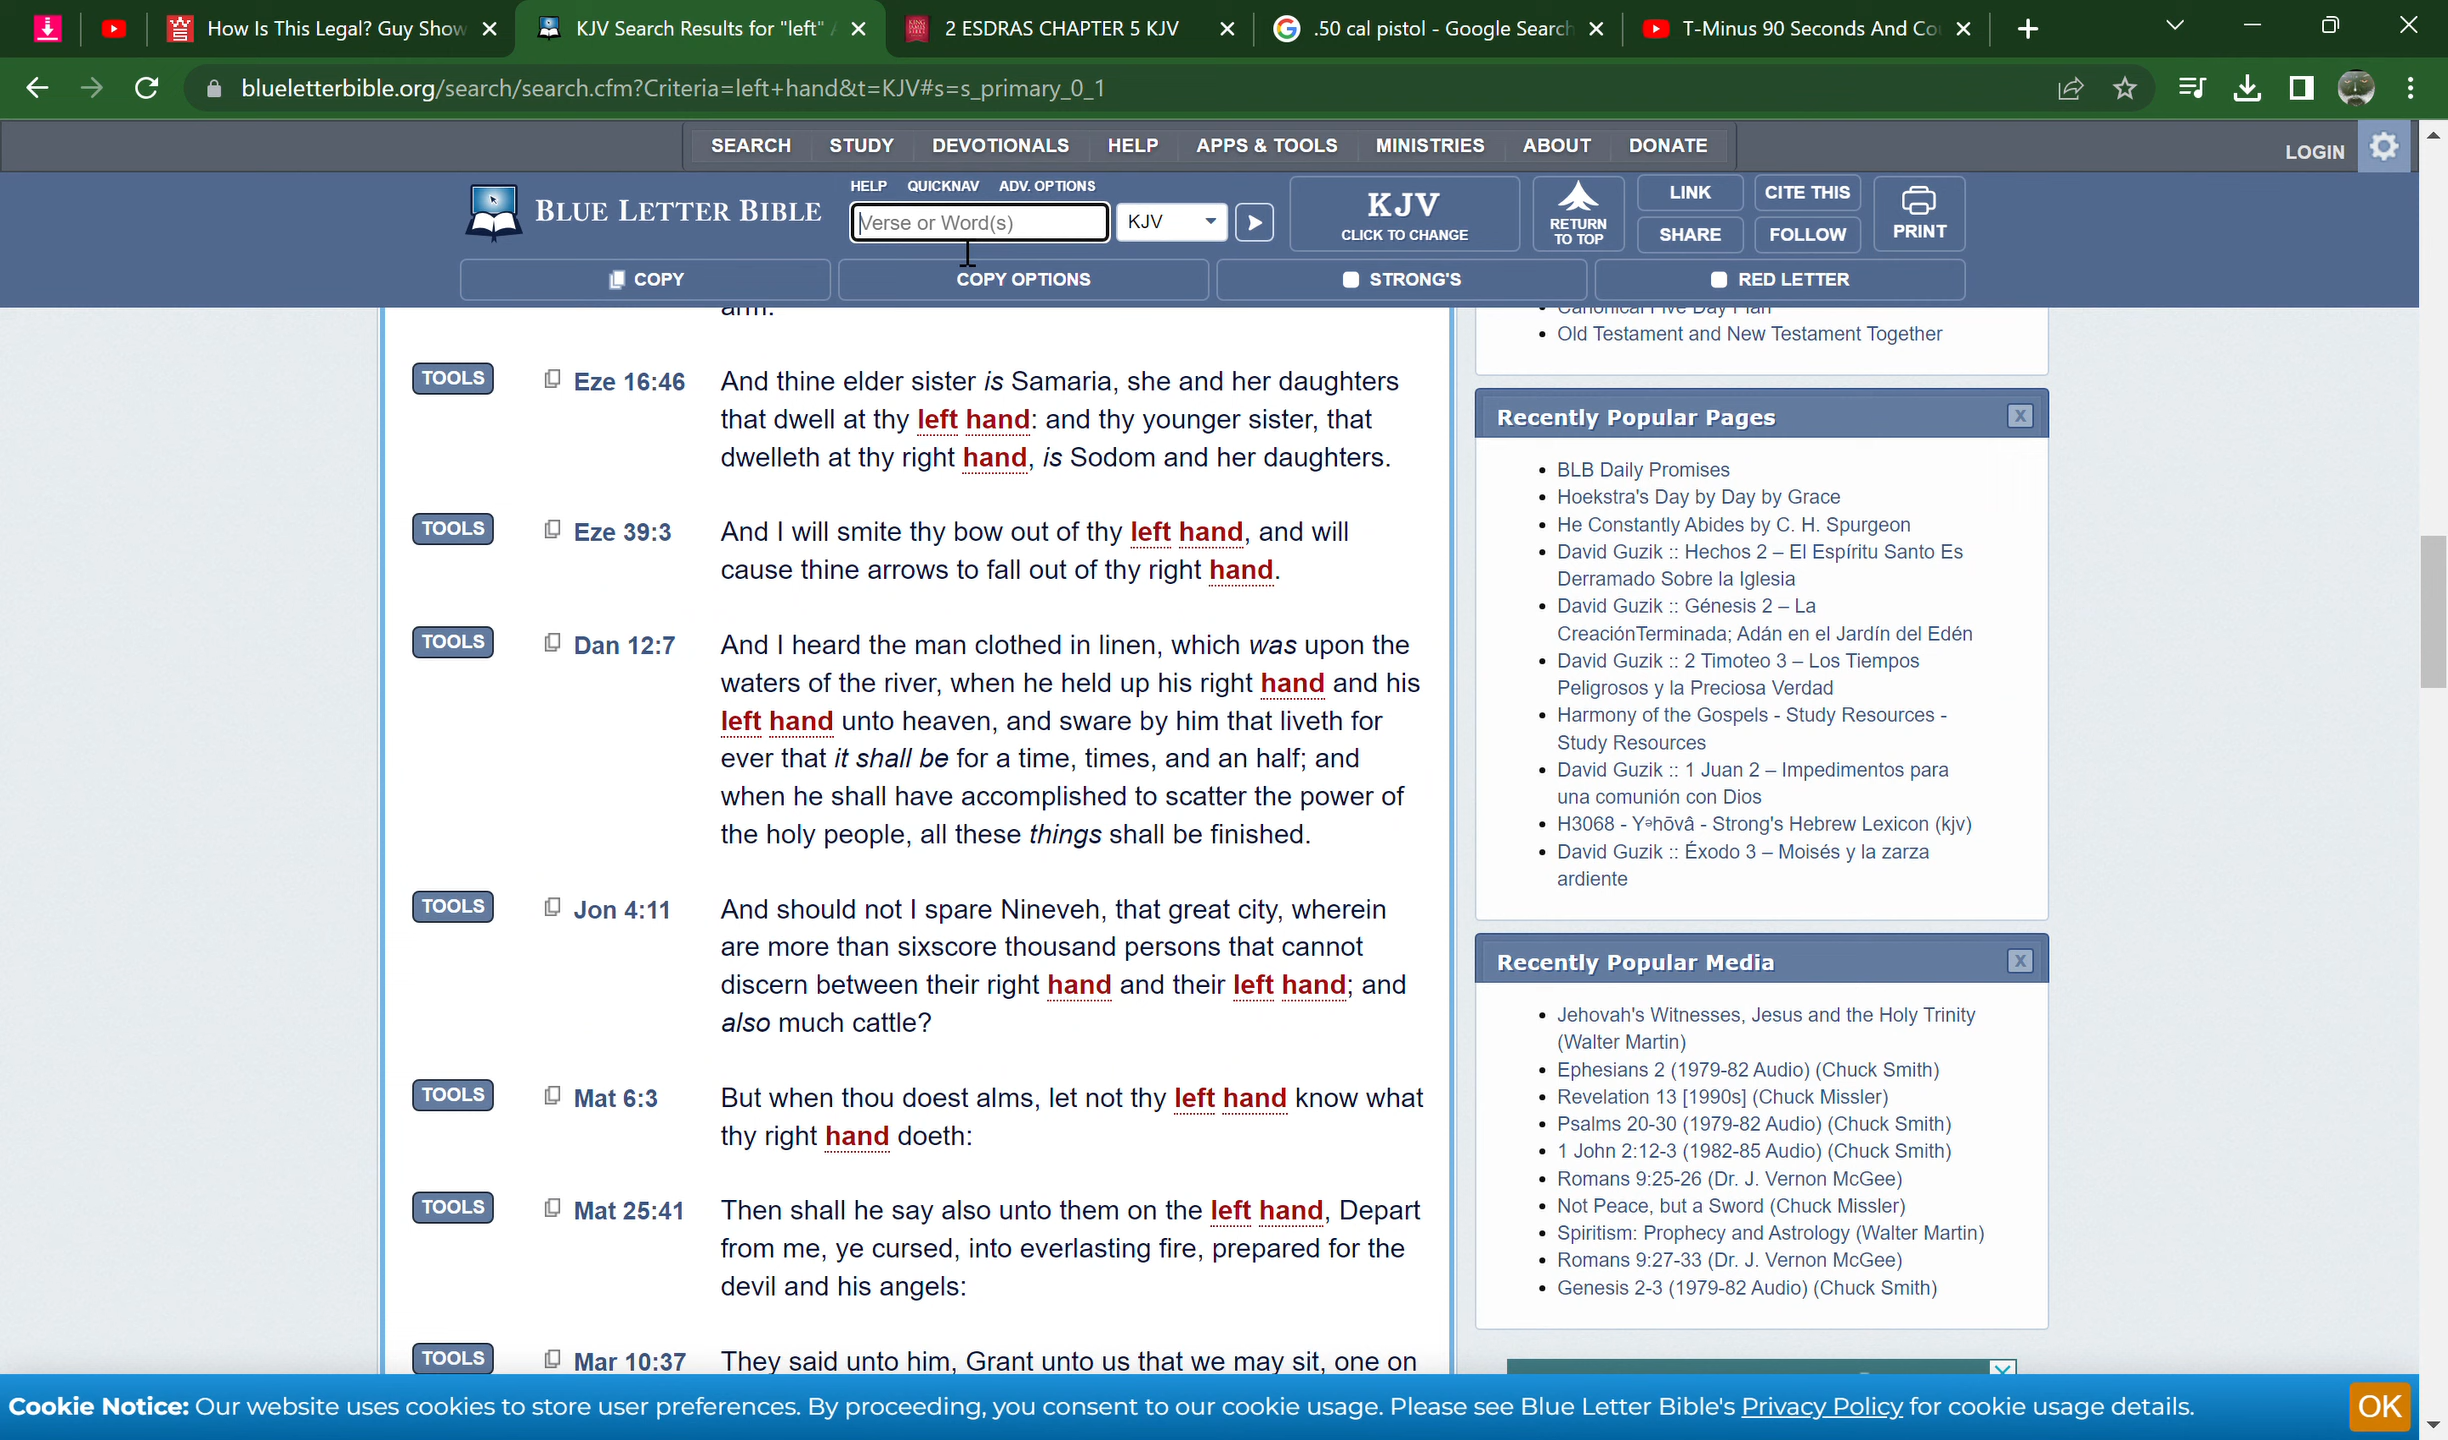 How Is This Legal? Guy Show
KJV Search Results for "left" /
2 ESDRAS CHAPTER 5 KJV
.50 cal pistol - Google Search
T-Minus 90 Seconds And Co
blueletterbible.org/search/search.cfm?Criteria=left+hand&t=KJV#s=s_primary_0_1
SEARCH STUDY DEVOTIONALS HELP APPS & TOOLS MINISTRIES ABOUT DONATE
LOGIN
BLUE LETTER BIBLE
HELP QUICKNAV ADV. OPTIONS
Verse or Word(s)
KJV
KJV
CLICK TO CHANGE
RETURN
TO TOP
LINK
CITE THIS
SHARE
FOLLOW
PRINT
COPY
COPY OPTIONS
STRONG'S
RED LETTER
arm.
TOOLS
Eze 16:46
And thine elder sister is Samaria, she and her daughters
that dwell at thy left hand: and thy younger sister, that
dwelleth at thy right hand, is Sodom and her daughters.
TOOLS
Eze 39:3
And I will smite thy bow out of thy left hand, and will
cause thine arrows to fall out of thy right hand.
TOOLS
Dan 12:7
And I heard the man clothed in linen, which was upon the
waters of the river, when he held up his right hand and his
left hand unto heaven, and sware by him that liveth for
ever that it shall be for a time, times, and an half; and
when he shall have accomplished to scatter the power of
the holy people, all these things shall be finished.
TOOLS
Jon 4:11
And should not I spare Nineveh, that great city, wherein
are more than sixscore thousand persons that cannot
discern between their right hand and their left hand; and
also much cattle?
TOOLS
Mat 6:3
But when thou doest alms, let not thy left hand know what
thy right hand doeth:
TOOLS
Mat 25:41
Then shall he say also unto them on the left hand, Depart
from me, ye cursed, into everlasting fire, prepared for the
devil and his angels:
TOOLS
Mar 10:37
They said unto him, Grant unto us that we may sit, one on
Canonical Five Day Plan
Old Testament and New Testament Together
Recently Popular Pages
X
BLB Daily Promises
Hoekstra's Day by Day by Grace
He Constantly Abides by C. H. Spurgeon
David Guzik :: Hechos 2 – El Espíritu Santo Es
Derramado Sobre la Iglesia
David Guzik :: Génesis 2 – La
CreaciónTerminada; Adán en el Jardín del Edén
David Guzik :: 2 Timoteo 3 – Los Tiempos
Peligrosos y la Preciosa Verdad
Harmony of the Gospels - Study Resources -
Study Resources
David Guzik :: 1 Juan 2 – Impedimentos para
una comunión con Dios
H3068 - Yᵊhōvâ - Strong's Hebrew Lexicon (kjv)
David Guzik :: Éxodo 3 – Moisés y la zarza
ardiente
Recently Popular Media
X
Jehovah's Witnesses, Jesus and the Holy Trinity
(Walter Martin)
Ephesians 2 (1979-82 Audio) (Chuck Smith)
Revelation 13 [1990s] (Chuck Missler)
Psalms 20-30 (1979-82 Audio) (Chuck Smith)
1 John 2:12-3 (1982-85 Audio) (Chuck Smith)
Romans 9:25-26 (Dr. J. Vernon McGee)
Not Peace, but a Sword (Chuck Missler)
Spiritism: Prophecy and Astrology (Walter Martin)
Romans 9:27-33 (Dr. J. Vernon McGee)
Genesis 2-3 (1979-82 Audio) (Chuck Smith)
Cookie Notice: Our website uses cookies to store user preferences. By proceeding, you consent to our cookie usage. Please see Blue Letter Bible's Privacy Policy for cookie usage details.
OK